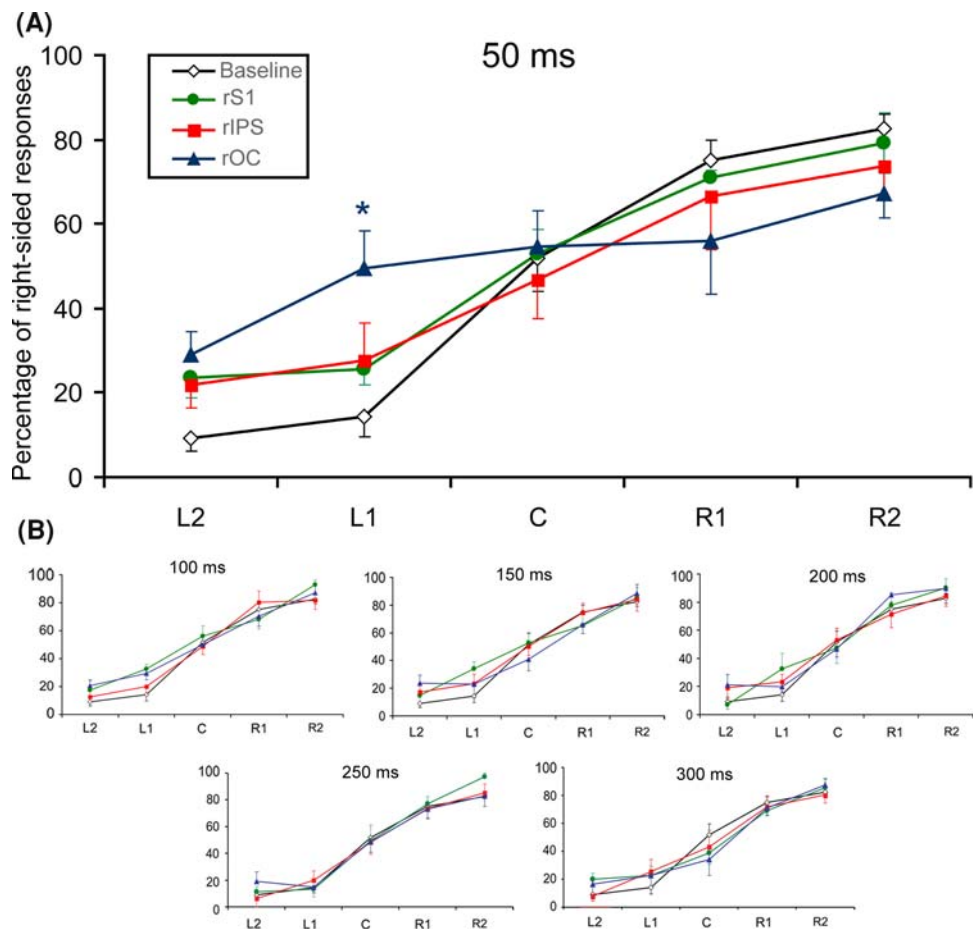 (A)
50 ms
Percentage of right-sided responses
100
80
60
40
20
0
Baseline
rS1
rIPS
rOC
*
L2 L1 C R1 R2
(B)
100 ms
100
80
60
40
20
0
L2 L1 C R1 R2
150 ms
100
80
60
40
20
0
L2 L1 C R1 R2
200 ms
100
80
60
40
20
0
L2 L1 C R1 R2
250 ms
100
80
60
40
20
0
L2 L1 C R1 R2
300 ms
100
80
60
40
20
0
L2 L1 C R1 R2